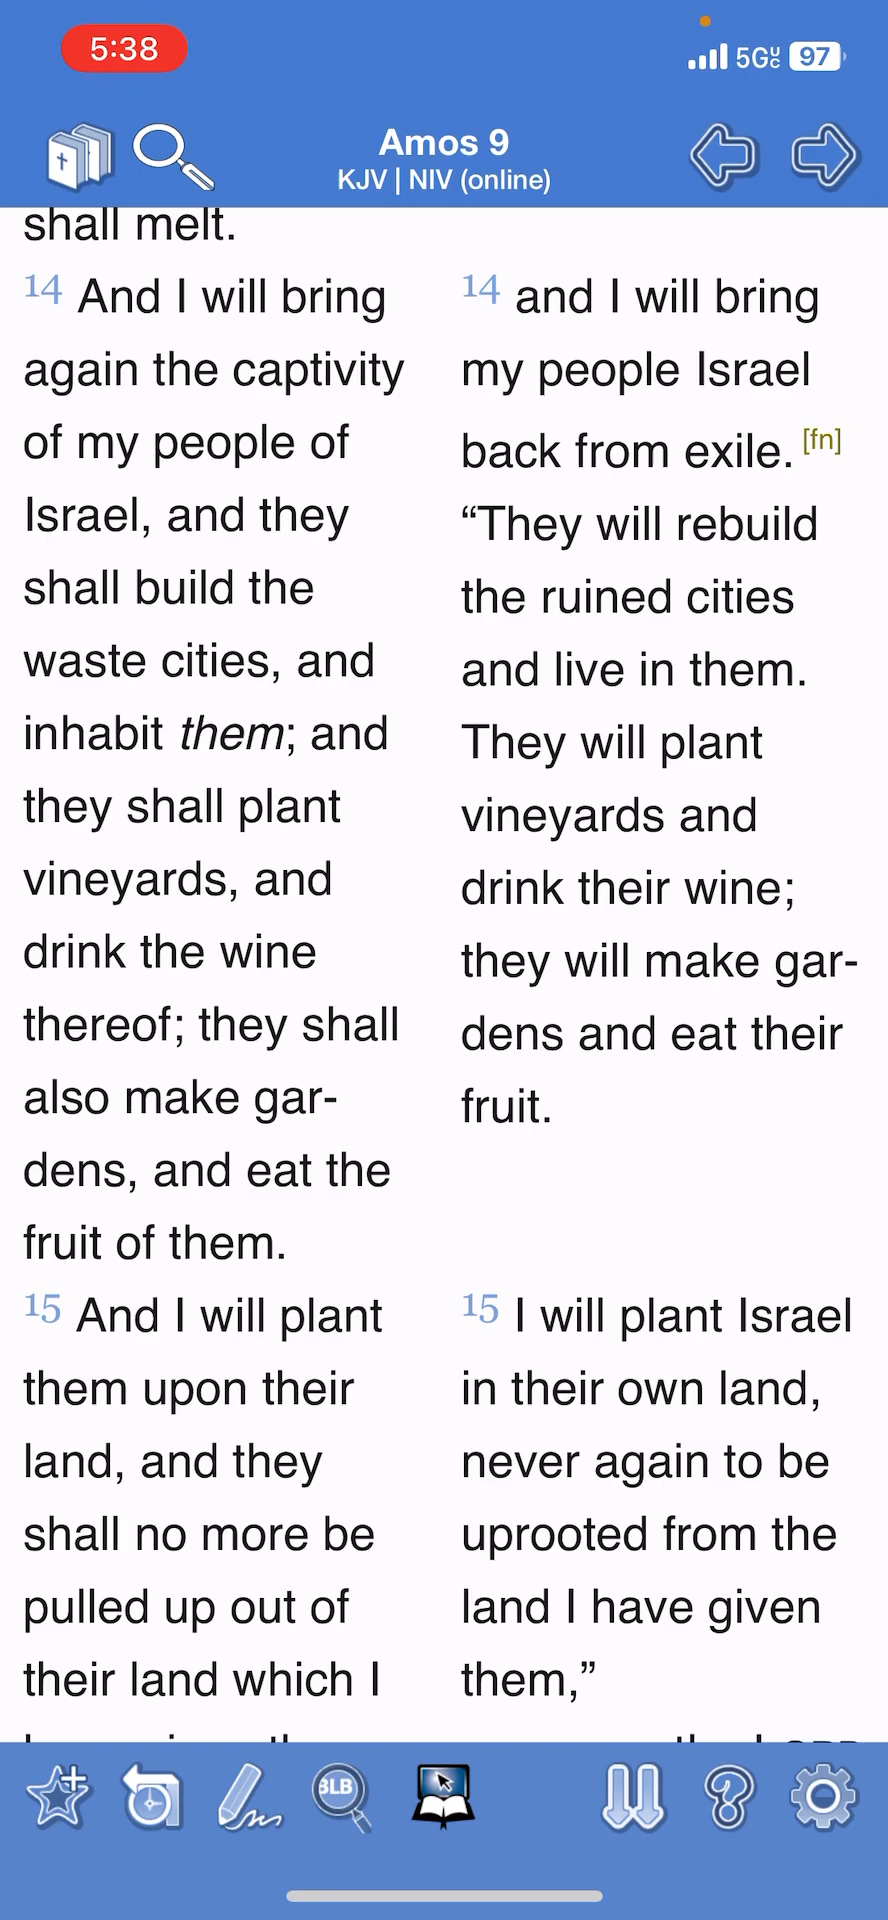 5:38
5G
97
Amos 9
KJV | NIV (online)
shall melt.
14 And I will bring
again the captivity
of my people of
Israel, and they
shall build the
waste cities, and
inhabit them; and
they shall plant
vineyards, and
drink the wine
thereof; they shall
also make gar-
dens, and eat the
fruit of them.
15 And I will plant
them upon their
land, and they
shall no more be
pulled up out of
their land which I
14 and I will bring
my people Israel
back from exile. [fn]
“They will rebuild
the ruined cities
and live in them.
They will plant
vineyards and
drink their wine;
they will make gar-
dens and eat their
fruit.
15 I will plant Israel
in their own land,
never again to be
uprooted from the
land I have given
them,”
BLB